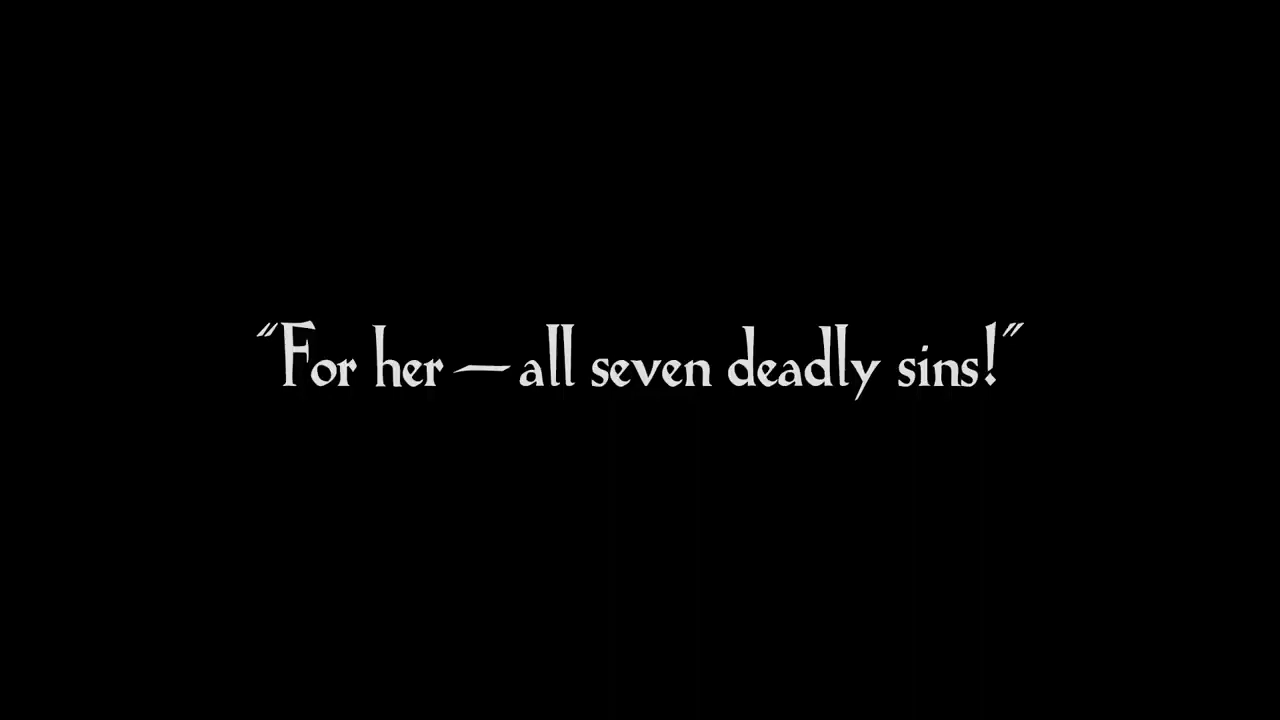 “For her — all seven deadly sins!”